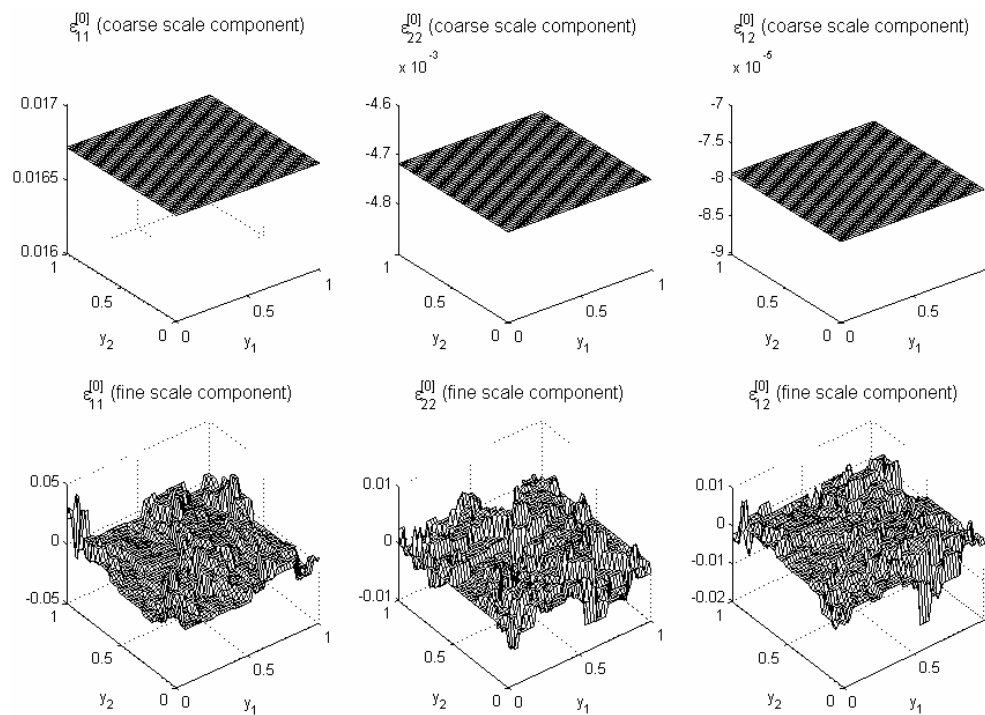 ε[0]11 (coarse scale component)
ε[0]22 (coarse scale component)
ε[0]12 (coarse scale component)
x 10-3
x 10-5
0.017
0.0165
0.016
1
0.5
0
y2
0
0.5
1
y1
-4.6
-4.7
-4.8
1
0.5
0
y2
0
0.5
1
y1
-7
-7.5
-8
-8.5
-9
1
0.5
0
y2
0
0.5
1
y1
ε[0]11 (fine scale component)
ε[0]22 (fine scale component)
ε[0]12 (fine scale component)
0.05
0
-0.05
1
0.5
0
y2
0
0.5
1
y1
0.01
0
-0.01
1
0.5
0
y2
0
0.5
1
y1
0.01
0
-0.01
-0.02
1
0.5
0
y2
0
0.5
1
y1